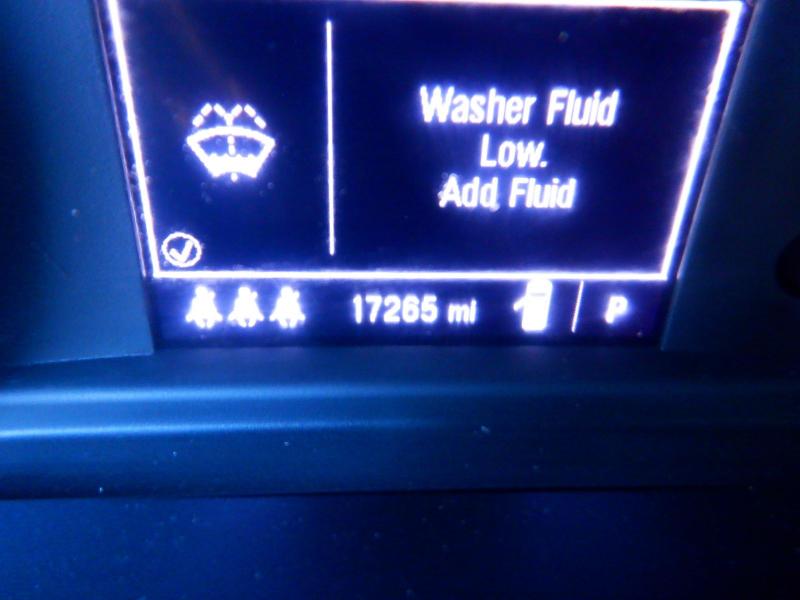 Washer Fluid
Low.
Add Fluid
17265 mi
P